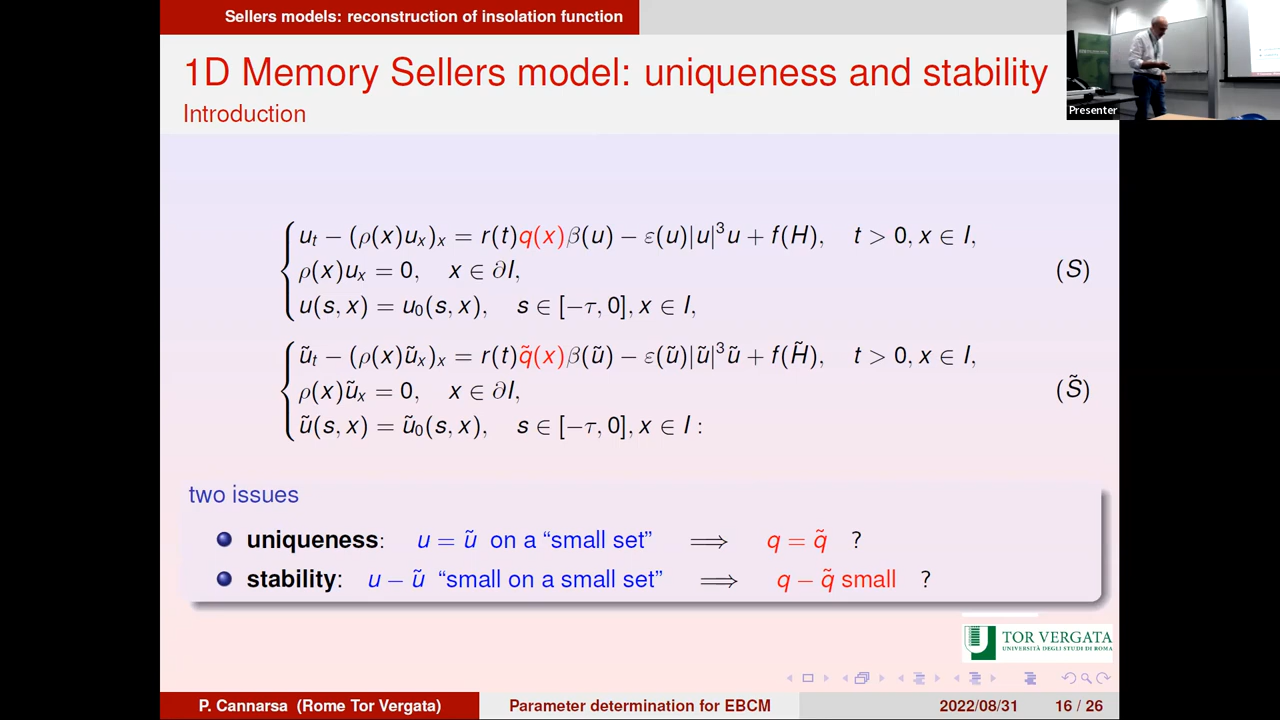 Sellers models: reconstruction of insolation function
1D Memory Sellers model: uniqueness and stability
Introduction
u_t − (ρ(x)u_x)_x = r(t)q(x)β(u) − ε(u)|u|³u + f(H), t > 0, x ∈ I,
ρ(x)u_x = 0, x ∈ ∂I,
u(s, x) = u_0(s, x), s ∈ [−τ, 0], x ∈ I,
(S)
ũ_t − (ρ(x)ũ_x)_x = r(t)q̃(x)β(ũ) − ε(ũ)|ũ|³ũ + f(H̃), t > 0, x ∈ I,
ρ(x)ũ_x = 0, x ∈ ∂I,
ũ(s, x) = ũ_0(s, x), s ∈ [−τ, 0], x ∈ I :
(S̃)
two issues
uniqueness: u = ũ on a “small set” ⟹ q = q̃ ?
stability: u − ũ “small on a small set” ⟹ q − q̃ small ?
TOR VERGATA
UNIVERSITÀ DEGLI STUDI DI ROMA
P. Cannarsa (Rome Tor Vergata)
Parameter determination for EBCM
2022/08/31
16 / 26
Presenter